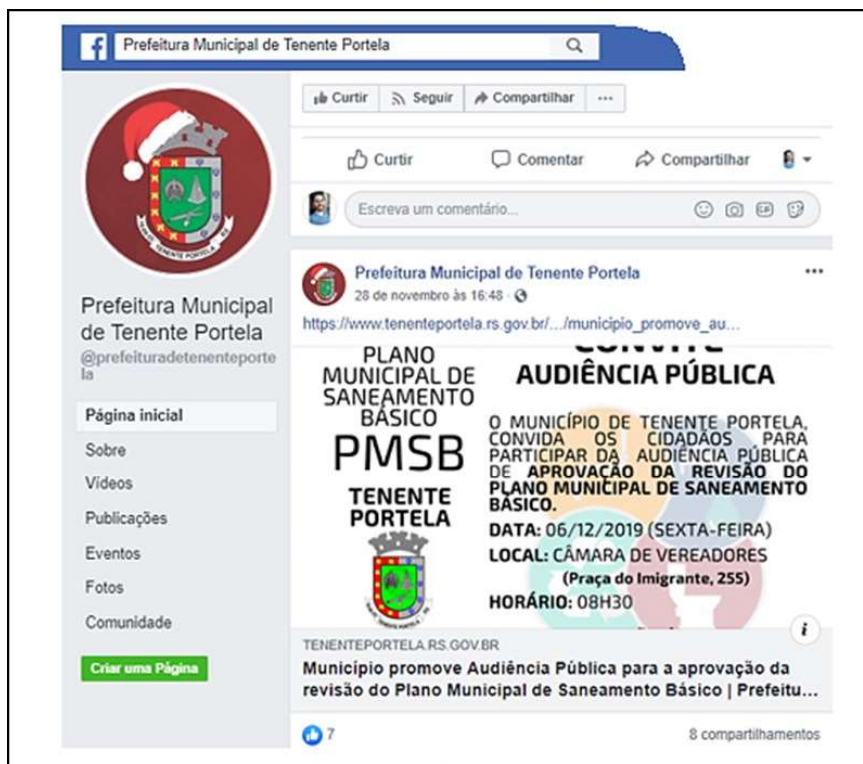 Prefeitura Municipal de Tenente Portela
Curtir Seguir Compartilhar ...
Curtir Comentar Compartilhar
Escreva um comentário...
GIF
TENENTE PORTELA
Prefeitura Municipal
de Tenente Portela
@prefeituradetenenteporte
la
Página inicial
Sobre
Vídeos
Publicações
Eventos
Fotos
Comunidade
Criar uma Página
Prefeitura Municipal de Tenente Portela
28 de novembro às 16:48
https://www.tenenteportela.rs.gov.br/.../municipio_promove_au...
PLANO
MUNICIPAL DE
SANEAMENTO
BÁSICO
PMSB
TENENTE
PORTELA
CONVITE
AUDIÊNCIA PÚBLICA
O MUNICÍPIO DE TENENTE PORTELA,
CONVIDA OS CIDADÃOS PARA
PARTICIPAR DA AUDIÊNCIA PÚBLICA
DE APROVAÇÃO DA REVISÃO DO
PLANO MUNICIPAL DE SANEAMENTO
BÁSICO.
DATA: 06/12/2019 (SEXTA-FEIRA)
LOCAL: CÂMARA DE VEREADORES
(Praça do Imigrante, 255)
HORÁRIO: 08H30
TENENTEPORTELA.RS.GOV.BR
Município promove Audiência Pública para a aprovação da
revisão do Plano Municipal de Saneamento Básico | Prefeitu...
7
8 compartilhamentos